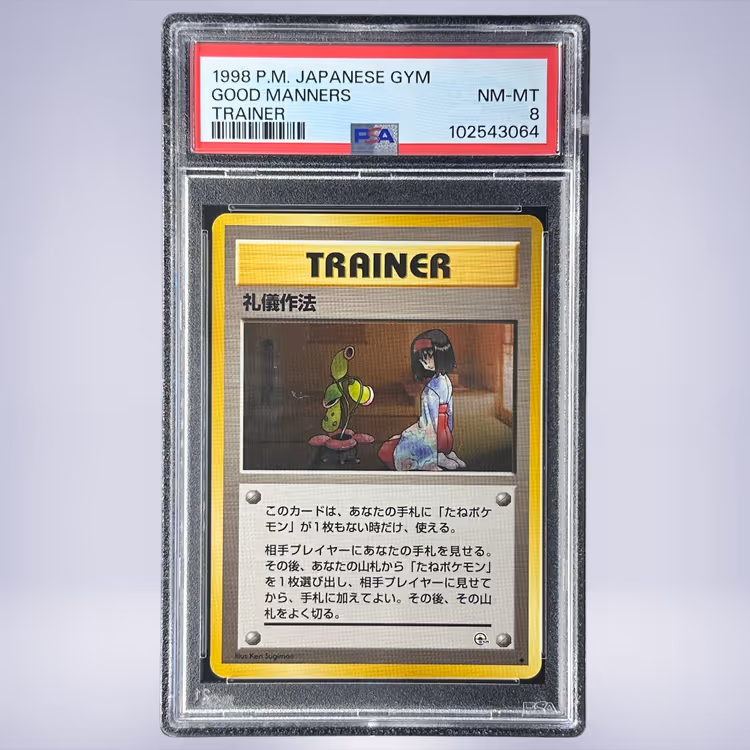 1998 P.M. JAPANESE GYM
GOOD MANNERS
NM-MT
TRAINER
8
PSA
102543064
TRAINER
礼儀作法
このカードは、あなたの手札に「たねポケ
モン」が1枚もない時だけ、使える。
相手プレイヤーにあなたの手札を見せる。
その後、あなたの山札から「たねポケモン」
を1枚選び出し、相手プレイヤーに見せて
から、手札に加えてよい。その後、その山
札をよく切る。
Illus. Ken Sugimori
PSA